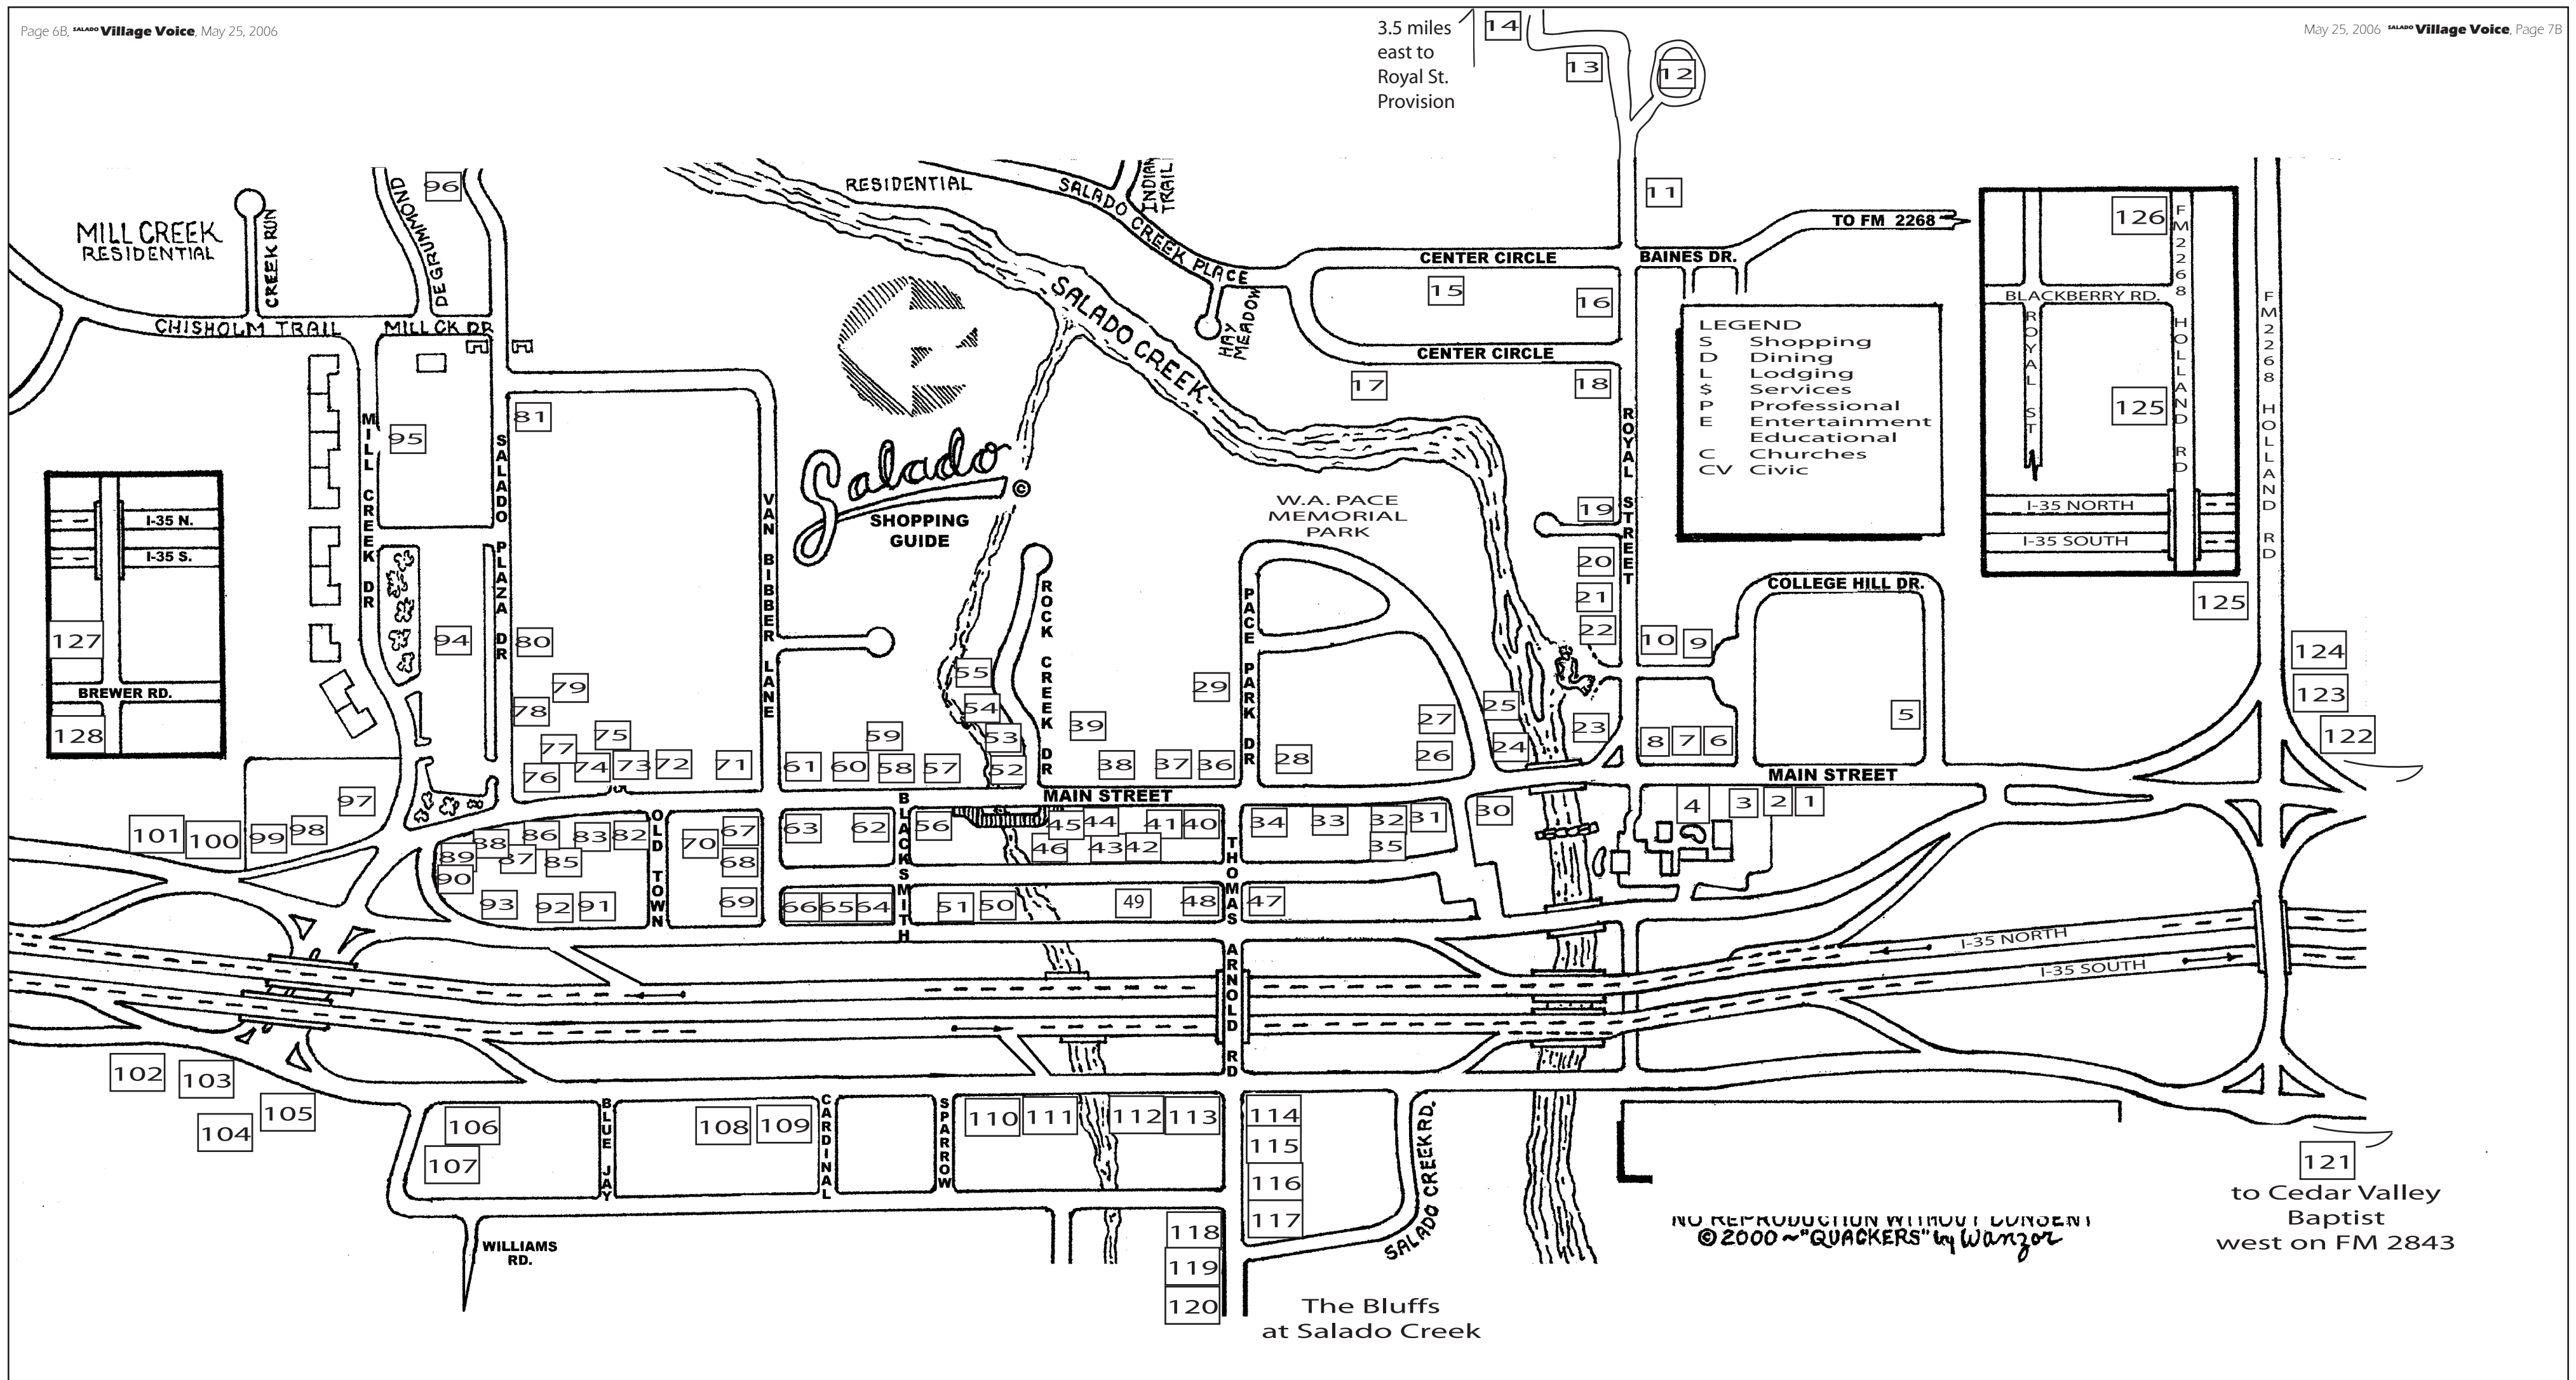 Page 6B, SALADO Village Voice, May 25, 2006
May 25, 2006 SALADO Village Voice, Page 7B
3.5 miles
east to
Royal St.
Provision
14
13
12
11
96
MILL CREEK
RESIDENTIAL
CREEK RUN
DEGRUMMOND
RESIDENTIAL
SALADO CREEK PLACE
INDIAN
TRAIL
HAY
MEADOW
SALADO CREEK
CENTER CIRCLE
BAINES DR.
TO FM 2268
15
16
CENTER CIRCLE
17
18
CHISHOLM TRAIL
MILL CK DR
LEGEND
S Shopping
D Dining
L Lodging
$ Services
P Professional
E Entertainment
Educational
C Churches
CV Civic
126
FM2268 HOLLAND RD
BLACKBERRY RD.
ROYAL ST
125
I-35 NORTH
I-35 SOUTH
FM2268 HOLLAND RD
125
124
123
122
81
95
MILL CREEK DR
SALADO PLAZA DR
VAN BIBBER LANE
Salado ©
SHOPPING
GUIDE
W.A. PACE
MEMORIAL
PARK
ROYAL STREET
19
20
21
22
COLLEGE HILL DR.
10
9
5
I-35 N.
I-35 S.
127
BREWER RD.
128
94
80
79
78
77
75
76
74
73
72
71
ROCK CREEK DR
PACE PARK DR
55
54
53
52
39
29
59
61
60
58
57
38
37
36
28
27
26
25
24
23
8
7
6
MAIN STREET
MAIN STREET
4
3
2
1
97
101
100
99
98
OLD TOWN
BLACKSMITH
THOMAS ARNOLD RD
88
86
83
82
89
87
85
90
93
92
91
70
67
68
69
63
62
56
45
44
41
40
46
43
42
34
33
32
31
35
30
66
65
64
51
50
49
48
47
I-35 NORTH
I-35 SOUTH
102
103
104
105
106
107
BLUE JAY
108
109
CARDINAL
SPARROW
110
111
112
113
114
115
116
117
118
119
120
SALADO CREEK RD.
WILLIAMS
RD.
The Bluffs
at Salado Creek
NO REPRODUCTION WITHOUT CONSENT
© 2000 ~ "QUACKERS" by Wanzor
121
to Cedar Valley
Baptist
west on FM 2843